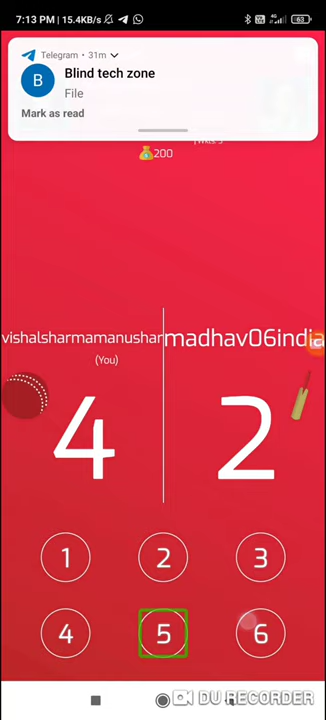 7:13 PM | 15.4KB/s
63
Telegram • 31m
B
Blind tech zone
File
Mark as read
200
vishalsharmamanushar
madhav06india
(You)
4
2
1
2
3
4
5
6
DU RECORDER